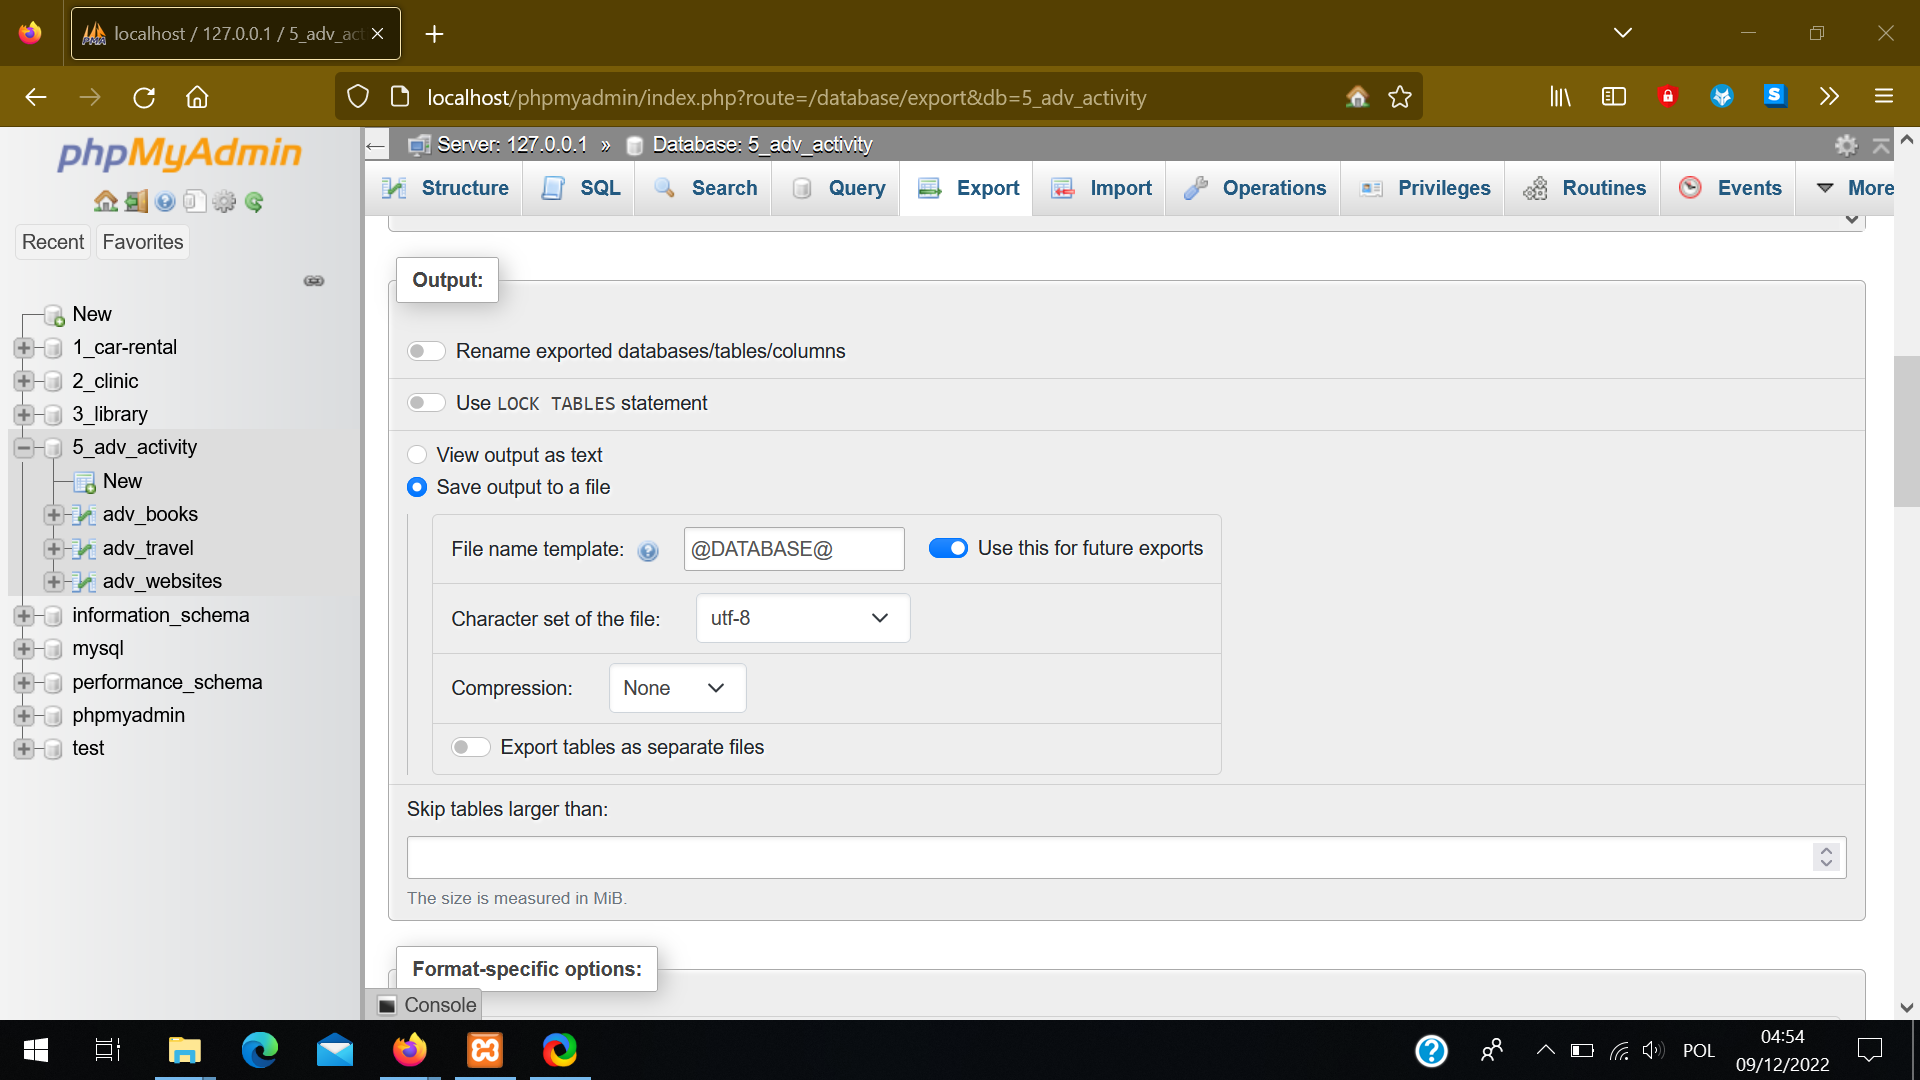 localhost / 127.0.0.1 / 5_adv_act
localhost/phpmyadmin/index.php?route=/database/export&db=5_adv_activity
phpMyAdmin
Recent
Favorites
New
1_car-rental
2_clinic
3_library
5_adv_activity
New
adv_books
adv_travel
adv_websites
information_schema
mysql
performance_schema
phpmyadmin
test
Server: 127.0.0.1 » Database: 5_adv_activity
Structure
SQL
Search
Query
Export
Import
Operations
Privileges
Routines
Events
More
Output:
Rename exported databases/tables/columns
Use LOCK TABLES statement
View output as text
Save output to a file
File name template:
@DATABASE@
Use this for future exports
Character set of the file:
utf-8
Compression:
None
Export tables as separate files
Skip tables larger than:
The size is measured in MiB.
Format-specific options:
Console
POL
04:54
09/12/2022